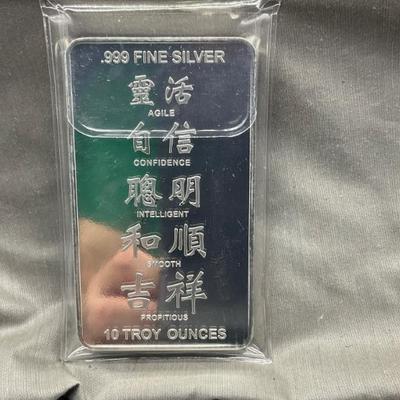 .999 FINE SILVER
靈活
AGILE
自信
CONFIDENCE
聰明
INTELLIGENT
和順
SMOOTH
吉祥
PROPITIOUS
10 TROY OUNCES